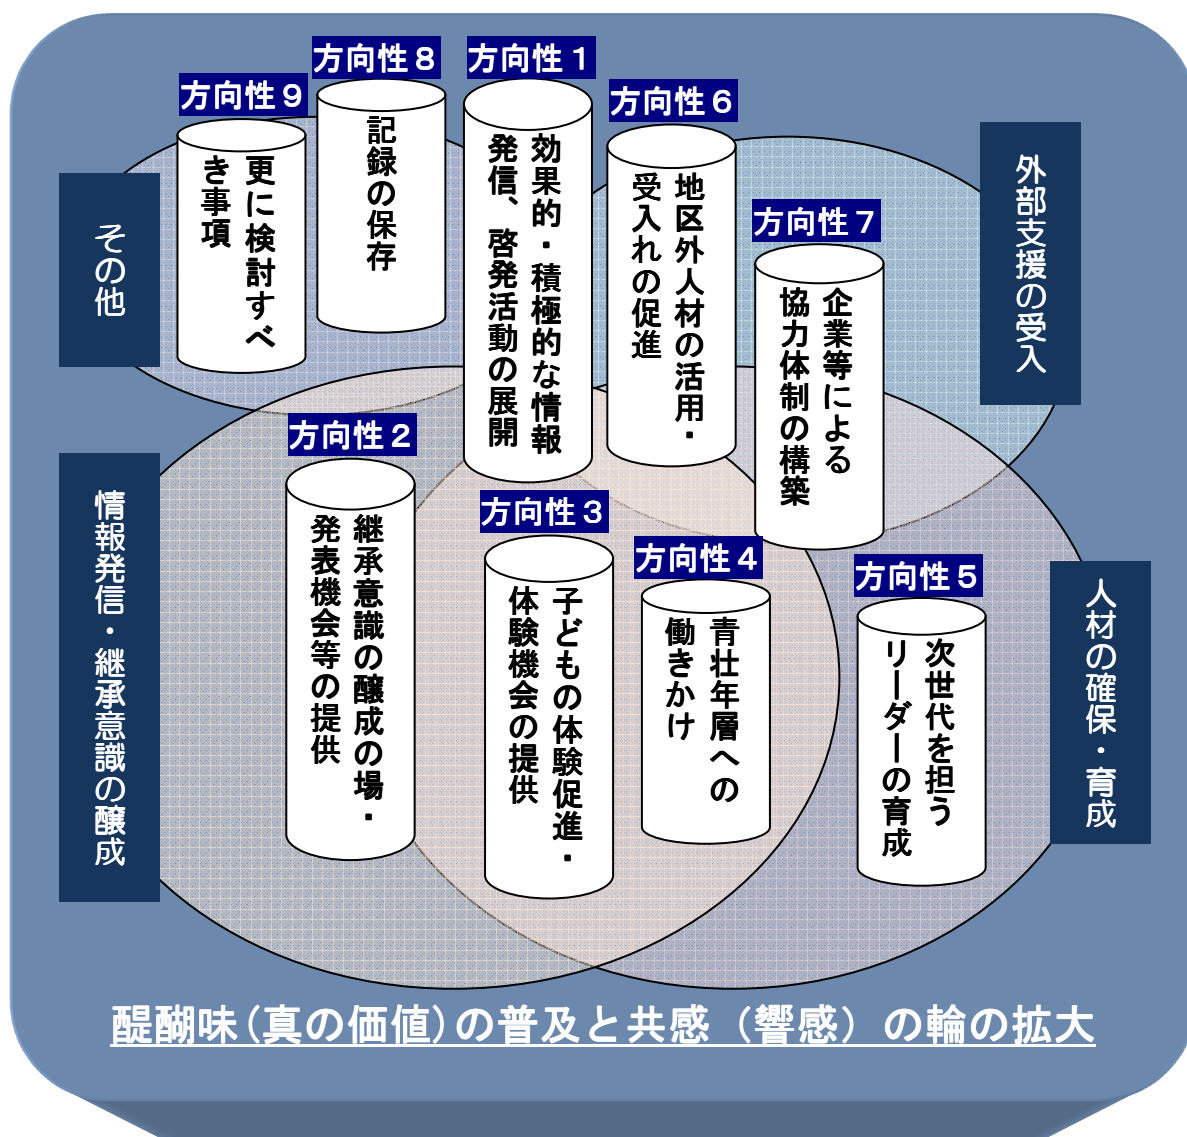 方向性８
方向性１
方向性９
方向性６
記録の保存
効果的・積極的な情報
発信、啓発活動の展開
更に検討すべ
き事項
地区外人材の活用・
受入れの促進
外部支援の受入
その他
方向性７
企業等による
協力体制の構築
方向性２
継承意識の醸成の場・
発表機会等の提供
情報発信・継承意識の醸成
方向性３
子どもの体験促進・
体験機会の提供
方向性４
青壮年層への
働きかけ
方向性５
次世代を担う
リーダーの育成
人材の確保・育成
醍醐味(真の価値)の普及と共感（響感）の輪の拡大